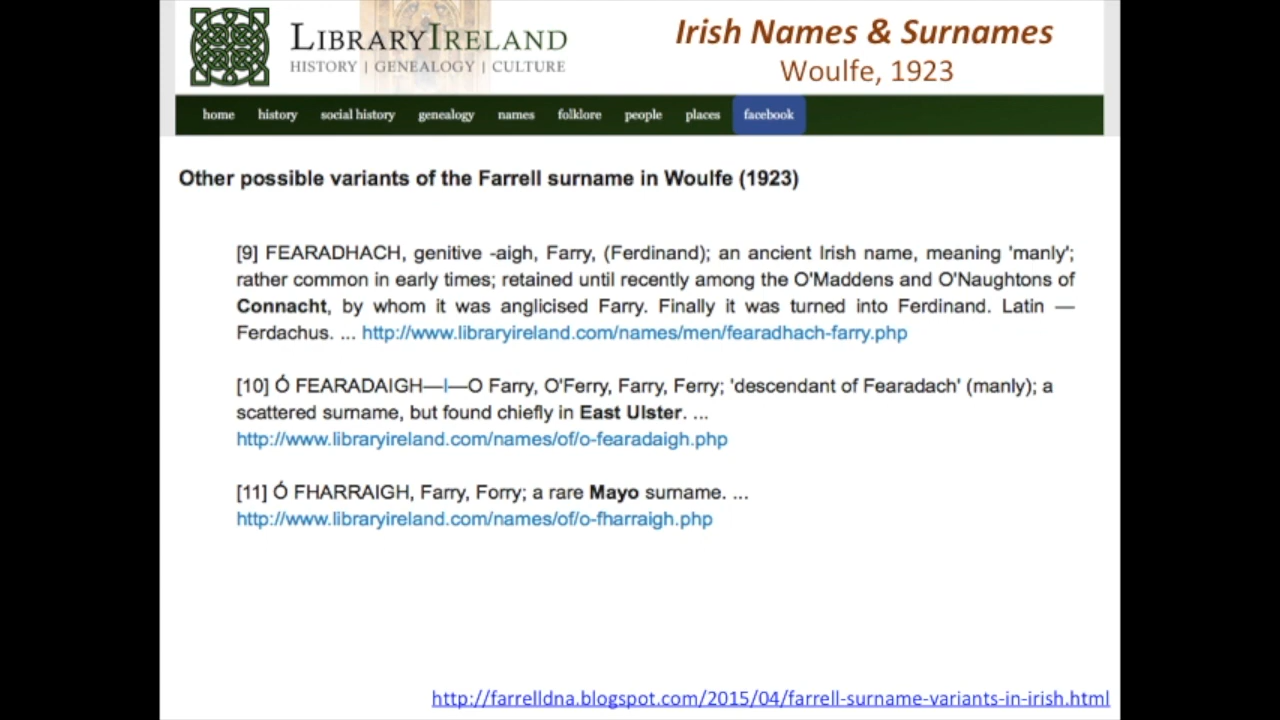 LIBRARYIRELAND
HISTORY | GENEALOGY | CULTURE
Irish Names & Surnames
Woulfe, 1923
home history social history genealogy names folklore people places facebook
Other possible variants of the Farrell surname in Woulfe (1923)
[9] FEARADHACH, genitive -aigh, Farry, (Ferdinand); an ancient Irish name, meaning 'manly';
rather common in early times; retained until recently among the O'Maddens and O'Naughtons of
Connacht, by whom it was anglicised Farry. Finally it was turned into Ferdinand. Latin —
Ferdachus. ... http://www.libraryireland.com/names/men/fearadhach-farry.php
[10] Ó FEARADAIGH—I—O Farry, O'Ferry, Farry, Ferry; 'descendant of Fearadach' (manly); a
scattered surname, but found chiefly in East Ulster. ...
http://www.libraryireland.com/names/of/o-fearadaigh.php
[11] Ó FHARRAIGH, Farry, Forry; a rare Mayo surname. ...
http://www.libraryireland.com/names/of/o-fharraigh.php
http://farrelldna.blogspot.com/2015/04/farrell-surname-variants-in-irish.html